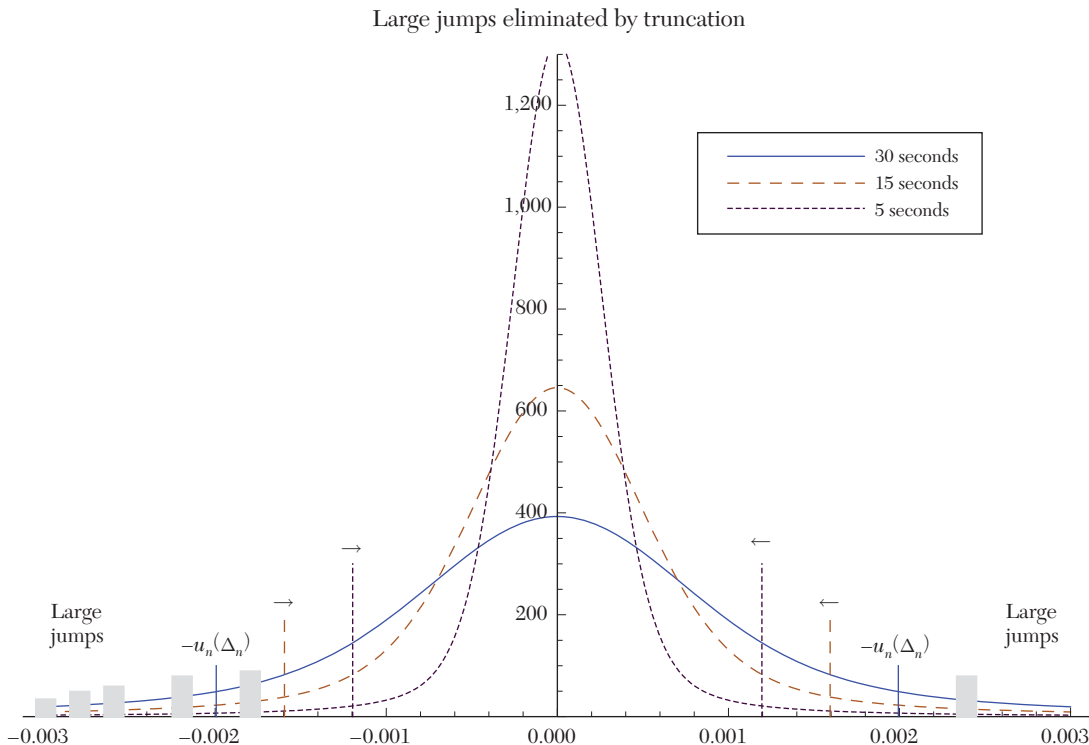 Large jumps eliminated by truncation
1,200
1,000
800
600
400
200
30 seconds
15 seconds
5 seconds
→
←
→
←
Large
jumps
−u_n(Δ_n)
−u_n(Δ_n)
Large
jumps
−0.003
−0.002
−0.001
0.000
0.001
0.002
0.003